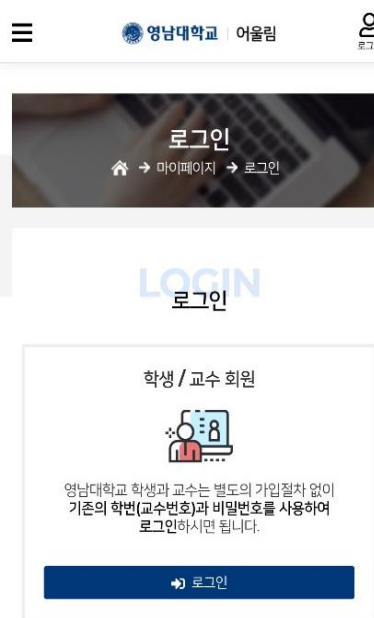 영남대학교 어울림
로그
로그인
마이페이지 로그인
LOGIN
로그인
학생 / 교수 회원
영남대학교 학생과 교수는 별도의 가입절차 없이
기존의 학번(교수번호)과 비밀번호를 사용하여
로그인하시면 됩니다.
로그인